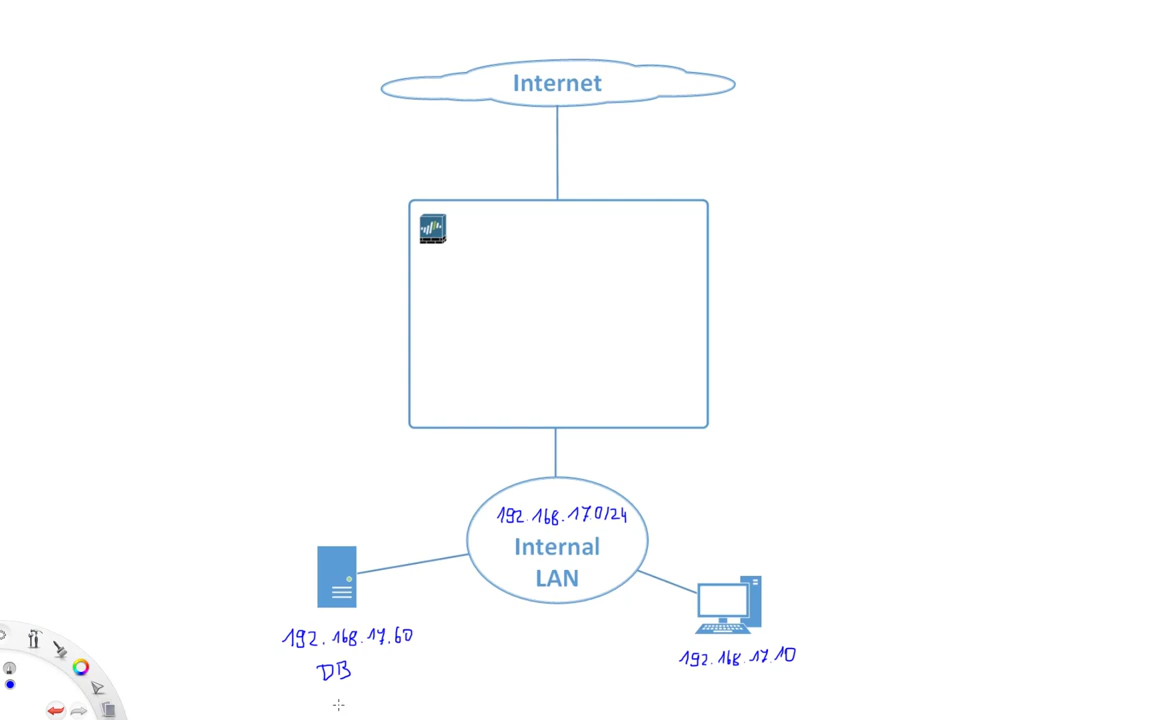 Internet
192.168.17.0/24
Internal
LAN
192.168.17.60
DB
192.168.17.10